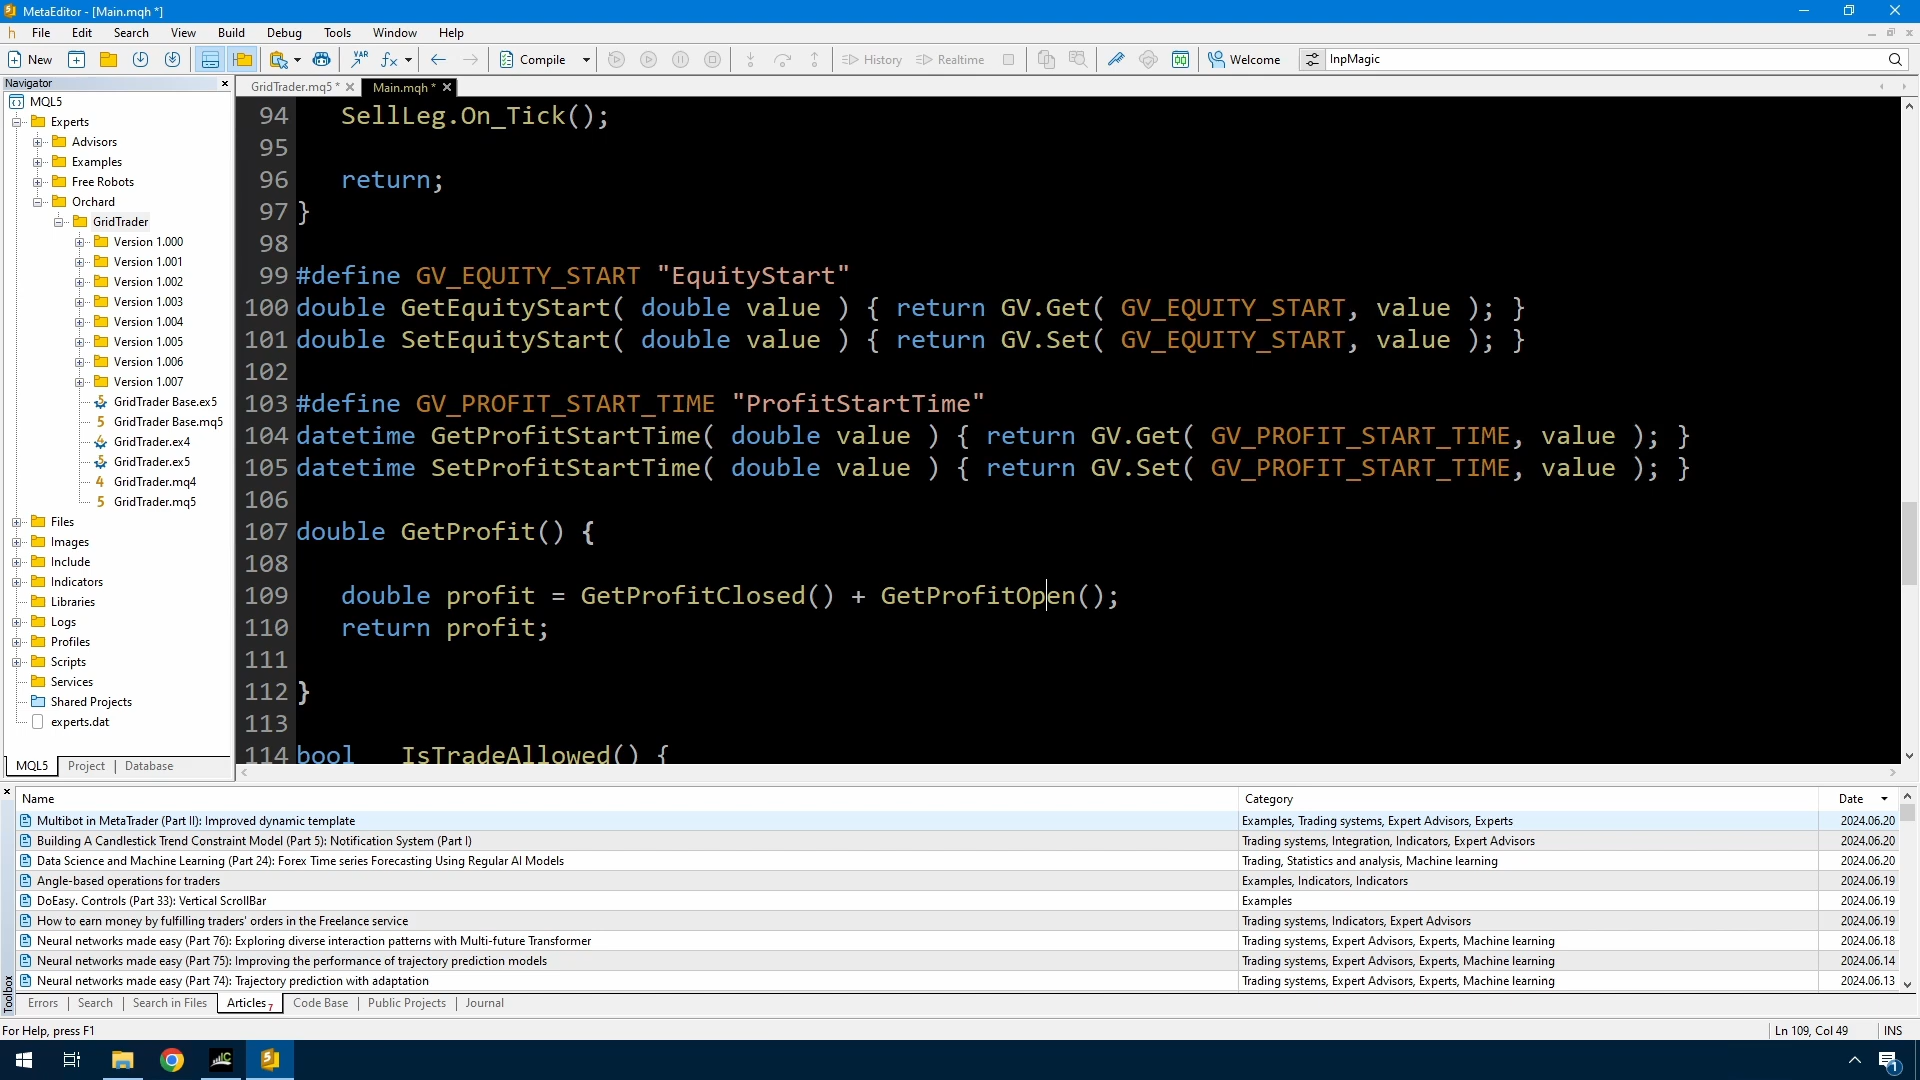 MetaEditor - [Main.mqh *]
File Edit Search View Build Debug Tools Window Help
New Compile History Realtime Welcome InpMagic
Navigator
GridTrader.mq5 * Main.mqh *
MQL5
Experts
Advisors
Examples
Free Robots
Orchard
GridTrader
Version 1.000
Version 1.001
Version 1.002
Version 1.003
Version 1.004
Version 1.005
Version 1.006
Version 1.007
GridTrader Base.ex5
GridTrader Base.mq5
GridTrader.ex4
GridTrader.ex5
GridTrader.mq4
GridTrader.mq5
Files
Images
Include
Indicators
Libraries
Logs
Profiles
Scripts
Services
Shared Projects
experts.dat
MQL5 Project Database
94 SellLeg.On_Tick();
95
96 return;
97 }
98
99 #define GV_EQUITY_START "EquityStart"
100 double GetEquityStart( double value ) { return GV.Get( GV_EQUITY_START, value ); }
101 double SetEquityStart( double value ) { return GV.Set( GV_EQUITY_START, value ); }
102
103 #define GV_PROFIT_START_TIME "ProfitStartTime"
104 datetime GetProfitStartTime( double value ) { return GV.Get( GV_PROFIT_START_TIME, value ); }
105 datetime SetProfitStartTime( double value ) { return GV.Set( GV_PROFIT_START_TIME, value ); }
106
107 double GetProfit() {
108
109 double profit = GetProfitClosed() + GetProfitOpen();
110 return profit;
111
112 }
113
114 bool IsTradeAllowed() {
Name Category Date
Multibot in MetaTrader (Part II): Improved dynamic template Examples, Trading systems, Expert Advisors, Experts 2024.06.20
Building A Candlestick Trend Constraint Model (Part 5): Notification System (Part I) Trading systems, Integration, Indicators, Expert Advisors 2024.06.20
Data Science and Machine Learning (Part 24): Forex Time series Forecasting Using Regular AI Models Trading, Statistics and analysis, Machine learning 2024.06.20
Angle-based operations for traders Examples, Indicators, Indicators 2024.06.19
DoEasy. Controls (Part 33): Vertical ScrollBar Examples 2024.06.19
How to earn money by fulfilling traders' orders in the Freelance service Trading systems, Indicators, Expert Advisors 2024.06.19
Neural networks made easy (Part 76): Exploring diverse interaction patterns with Multi-future Transformer Trading systems, Expert Advisors, Experts, Machine learning 2024.06.18
Neural networks made easy (Part 75): Improving the performance of trajectory prediction models Trading systems, Expert Advisors, Experts, Machine learning 2024.06.14
Neural networks made easy (Part 74): Trajectory prediction with adaptation Trading systems, Expert Advisors, Experts, Machine learning 2024.06.13
Toolbox
Errors Search Search in Files Articles 7 Code Base Public Projects Journal
For Help, press F1 Ln 109, Col 49 INS
1